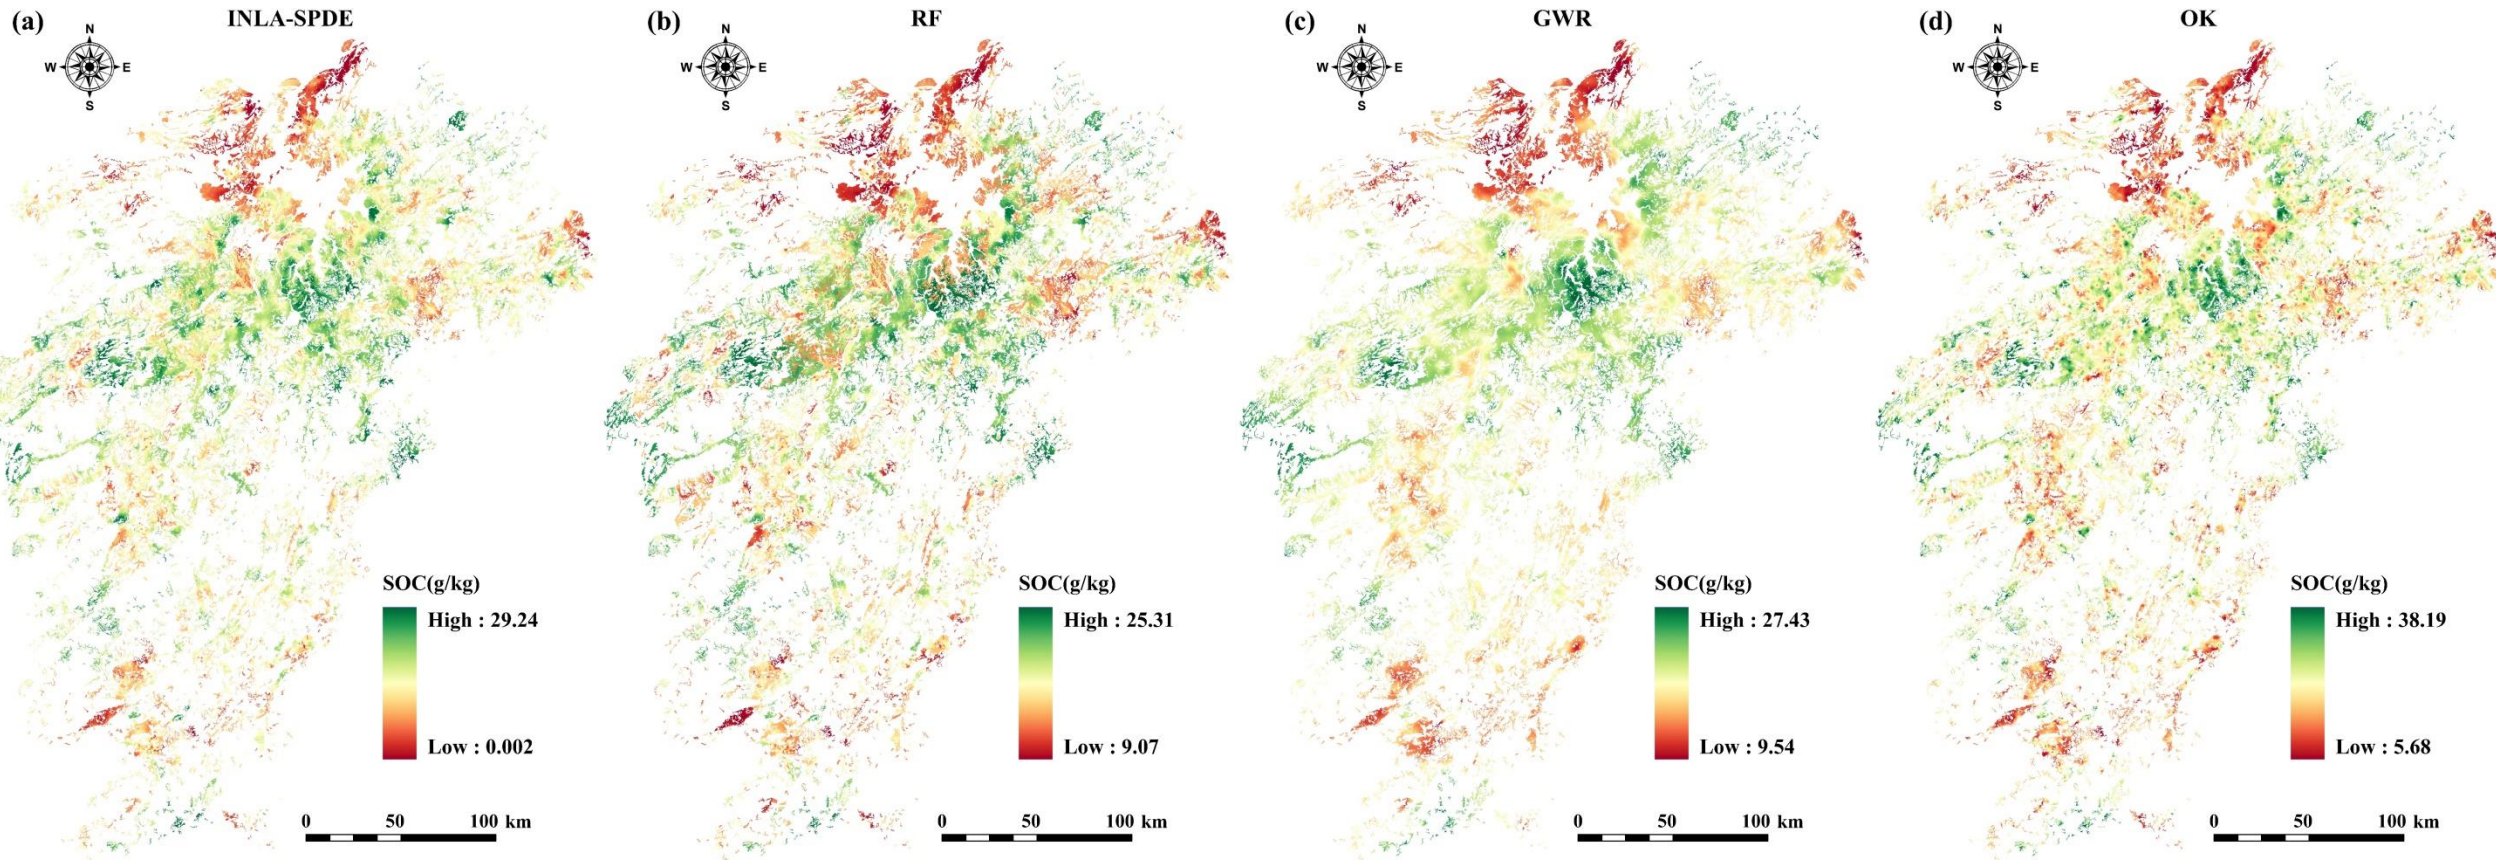 (a) INLA-SPDE
N
W E
S
SOC(g/kg)
High : 29.24
Low : 0.002
0 50 100 km
(b) RF
N
W E
S
SOC(g/kg)
High : 25.31
Low : 9.07
0 50 100 km
(c) GWR
N
W E
S
SOC(g/kg)
High : 27.43
Low : 9.54
0 50 100 km
(d) OK
N
W E
S
SOC(g/kg)
High : 38.19
Low : 5.68
0 50 100 km